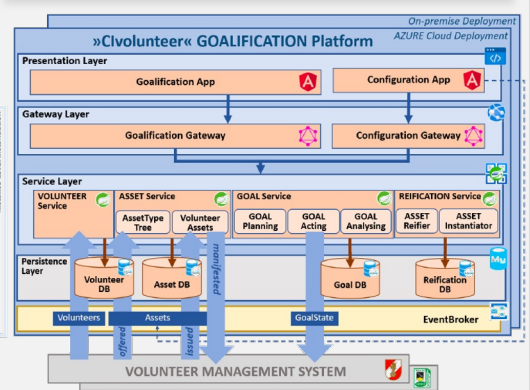 On-premise Deployment
AZURE Cloud Deployment
»CIvolunteer« GOALIFICATION Platform
Presentation Layer
Goalification App
Configuration App
Gateway Layer
Goalification Gateway
Configuration Gateway
Service Layer
VOLUNTEER
Service
ASSET Service
GOAL Service
REIFICATION Service
AssetType
Tree
Volunteer
Assets
GOAL
Planning
GOAL
Acting
GOAL
Analysing
ASSET
Reifier
ASSET
Instantiator
Persistence
Layer
Volunteer
DB
Asset DB
Goal DB
Reification
DB
My
manifested
Volunteers
Assets
GoalState
EventBroker
offered
issued
VOLUNTEER MANAGEMENT SYSTEM